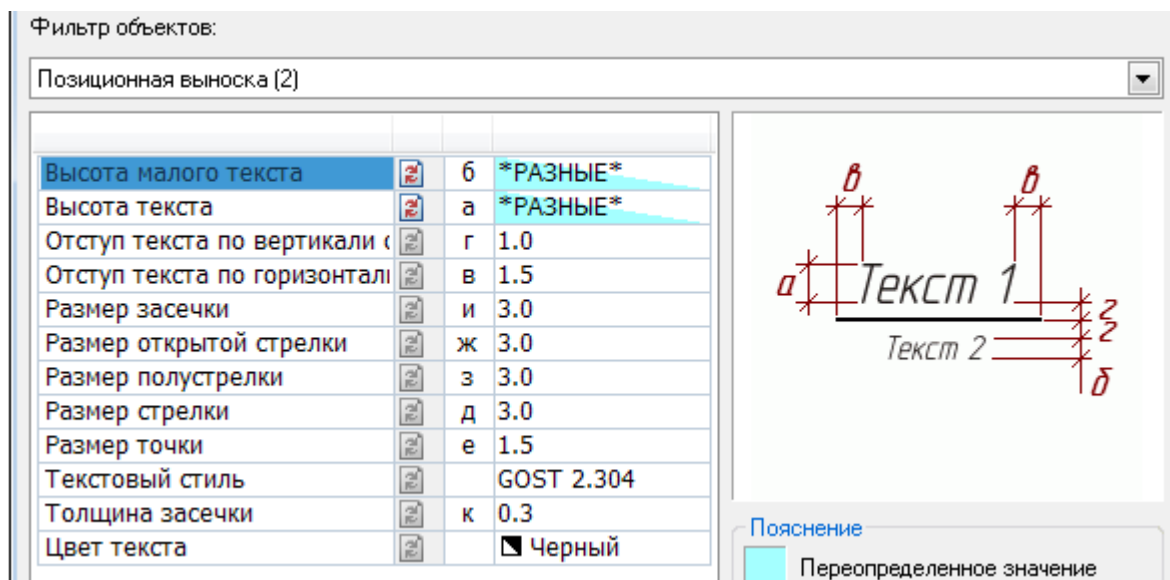 Фильтр объектов:
Позиционная выноска (2)
Высота малого текста б *РАЗНЫЕ*
Высота текста а *РАЗНЫЕ*
Отступ текста по вертикали г 1.0
Отступ текста по горизонтали в 1.5
Размер засечки и 3.0
Размер открытой стрелки ж 3.0
Размер полустрелки з 3.0
Размер стрелки д 3.0
Размер точки е 1.5
Текстовый стиль GOST 2.304
Толщина засечки к 0.3
Цвет текста Черный
в в
а Текст 1
г
г
Текст 2
б
Пояснение
Переопределенное значение